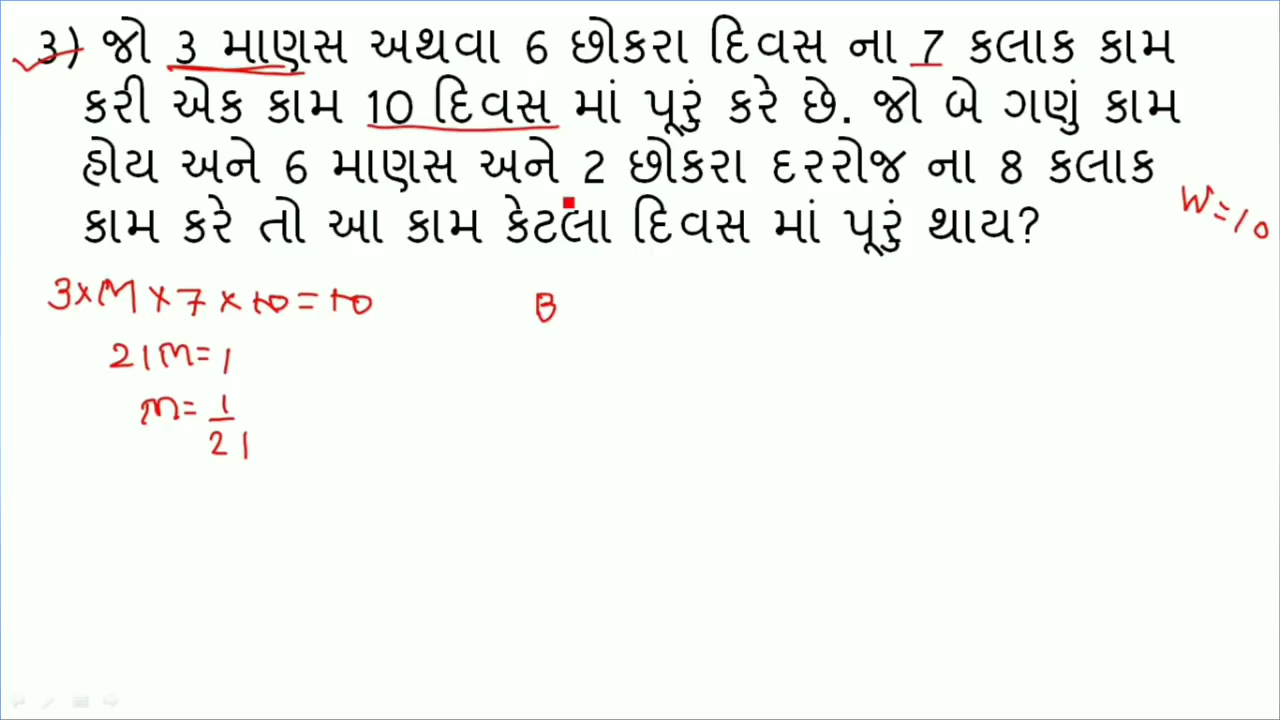 3) જો 3 માણસ અથવા 6 છોકરા દિવસ ના 7 કલાક કામ
કરી એક કામ 10 દિવસ માં પૂરું કરે છે. જો બે ગણું કામ
હોય અને 6 માણસ અને 2 છોકરા દરરોજ ના 8 કલાક
કામ કરે તો આ કામ કેટલા દિવસ માં પૂરું થાય?
W=10
3×M×7×10=10
B
21M=1
M=1/21